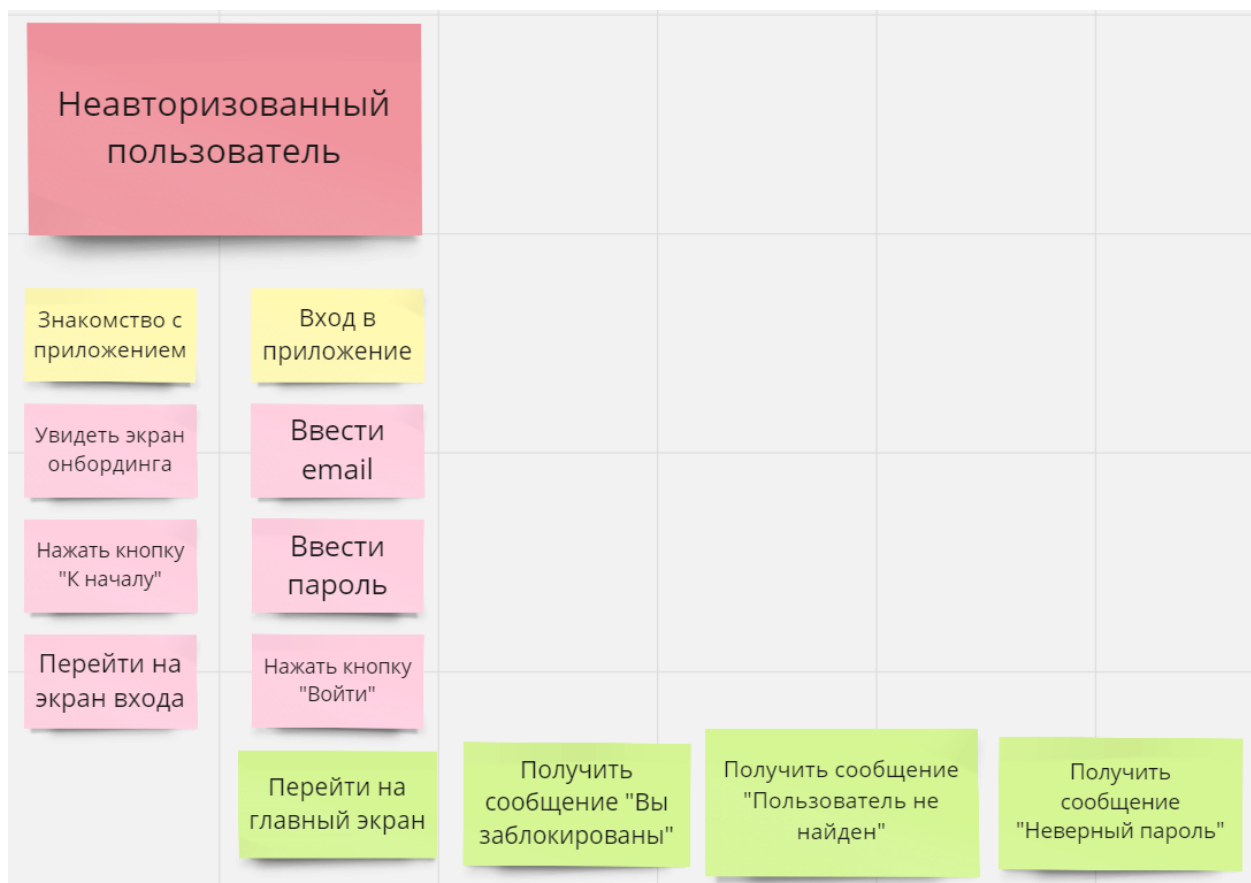 Неавторизованный
пользователь
Знакомство с
приложением
Вход в
приложение
Увидеть экран
онбординга
Ввести
email
Нажать кнопку
"К началу"
Ввести
пароль
Перейти на
экран входа
Нажать кнопку
"Войти"
Перейти на
главный экран
Получить
сообщение "Вы
заблокированы"
Получить сообщение
"Пользователь не
найден"
Получить
сообщение
"Неверный пароль"